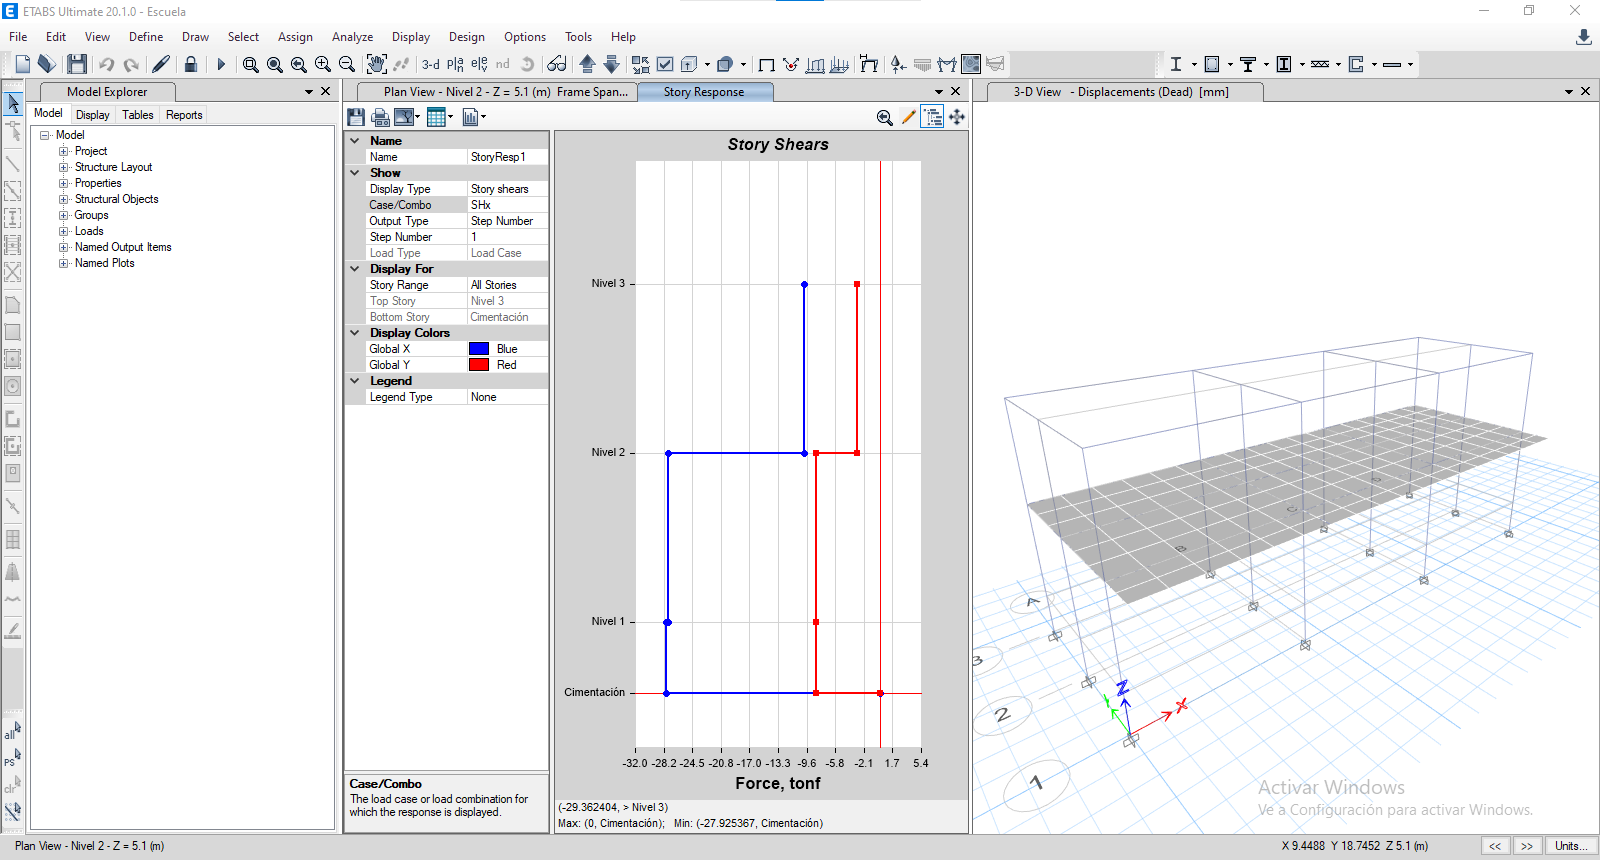 ETABS Ultimate 20.1.0 - Escuela
File Edit View Define Draw Select Assign Analyze Display Design Options Tools Help
3-d pla elev nd
Model Explorer
Model Display Tables Reports
Model
Project
Structure Layout
Properties
Structural Objects
Groups
Loads
Named Output Items
Named Plots
all
PS
clr
Plan View - Nivel 2 - Z = 5.1 (m) Frame Span...
Story Response
Name
Name StoryResp1
Show
Display Type Story shears
Case/Combo SHx
Output Type Step Number
Step Number 1
Load Type Load Case
Display For
Story Range All Stories
Top Story Nivel 3
Bottom Story Cimentación
Display Colors
Global X Blue
Global Y Red
Legend
Legend Type None
Case/Combo
The load case or load combination for
which the response is displayed.
Story Shears
Nivel 3
Nivel 2
Nivel 1
Cimentación
-32.0 -28.2 -24.5 -20.8 -17.0 -13.3 -9.6 -5.8 -2.1 1.7 5.4
Force, tonf
(-29.362404, > Nivel 3)
Max: (0, Cimentación); Min: (-27.925367, Cimentación)
3-D View - Displacements (Dead) [mm]
D
C
B
A
3
2
1
Z
X
Activar Windows
Ve a Configuración para activar Windows.
Plan View - Nivel 2 - Z = 5.1 (m)
X 9.4488 Y 18.7452 Z 5.1 (m)
<< >> Units...